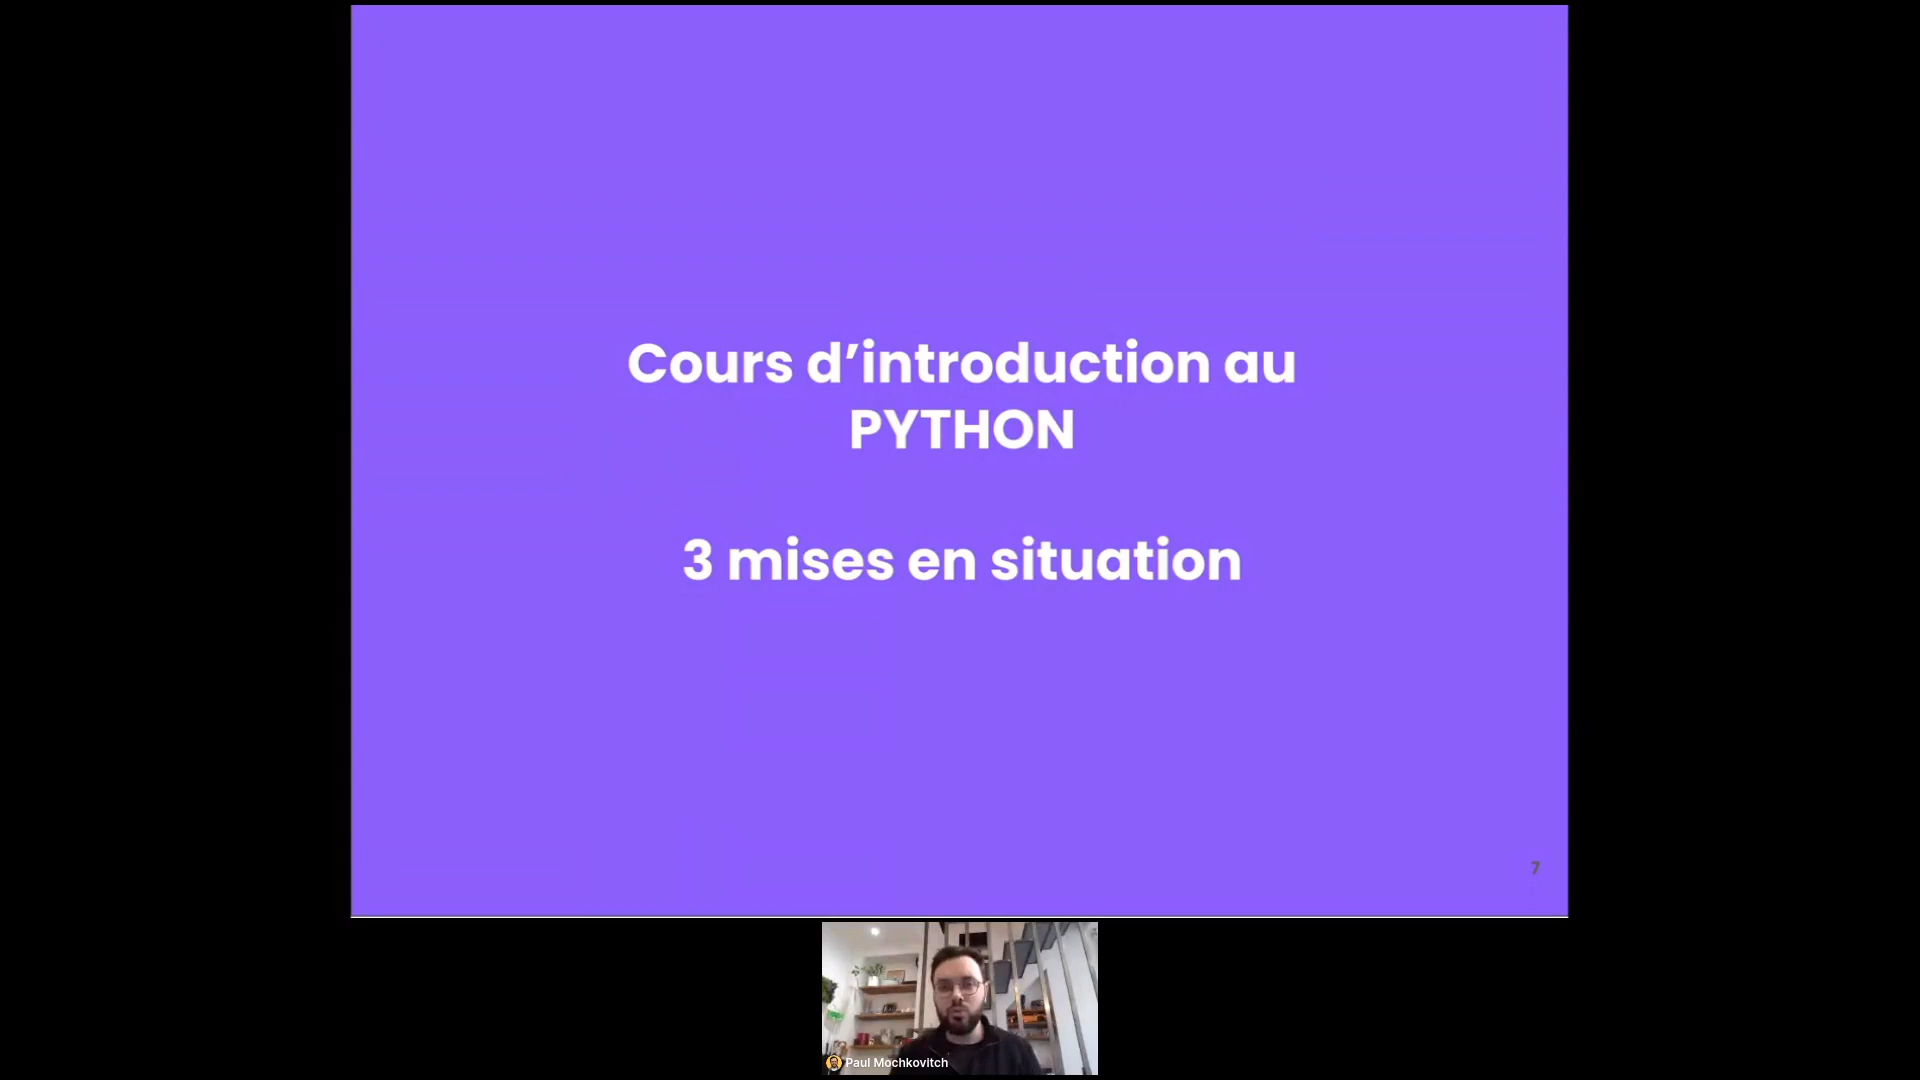 Cours d’introduction au
PYTHON
3 mises en situation
7
Paul Mochkovitch